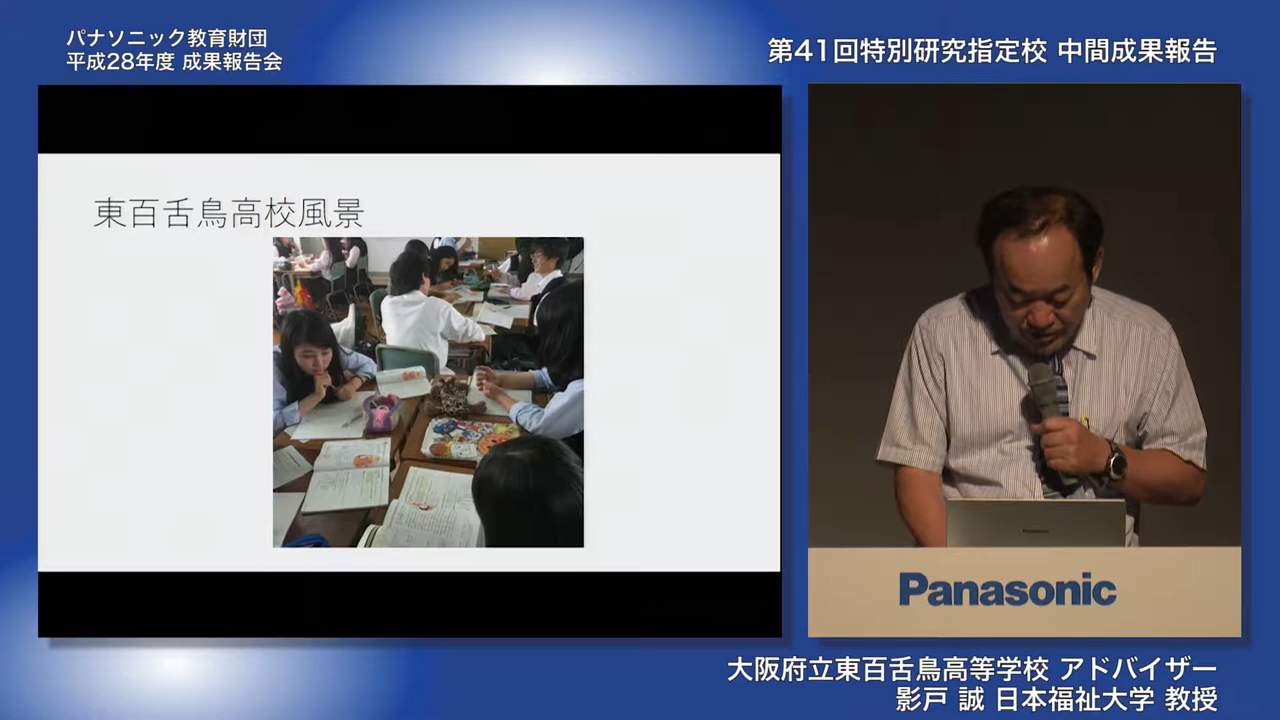 パナソニック教育財団
平成28年度 成果報告会
第41回特別研究指定校 中間成果報告
東百舌鳥高校風景
Panasonic
大阪府立東百舌鳥高等学校 アドバイザー
影戸 誠 日本福祉大学 教授